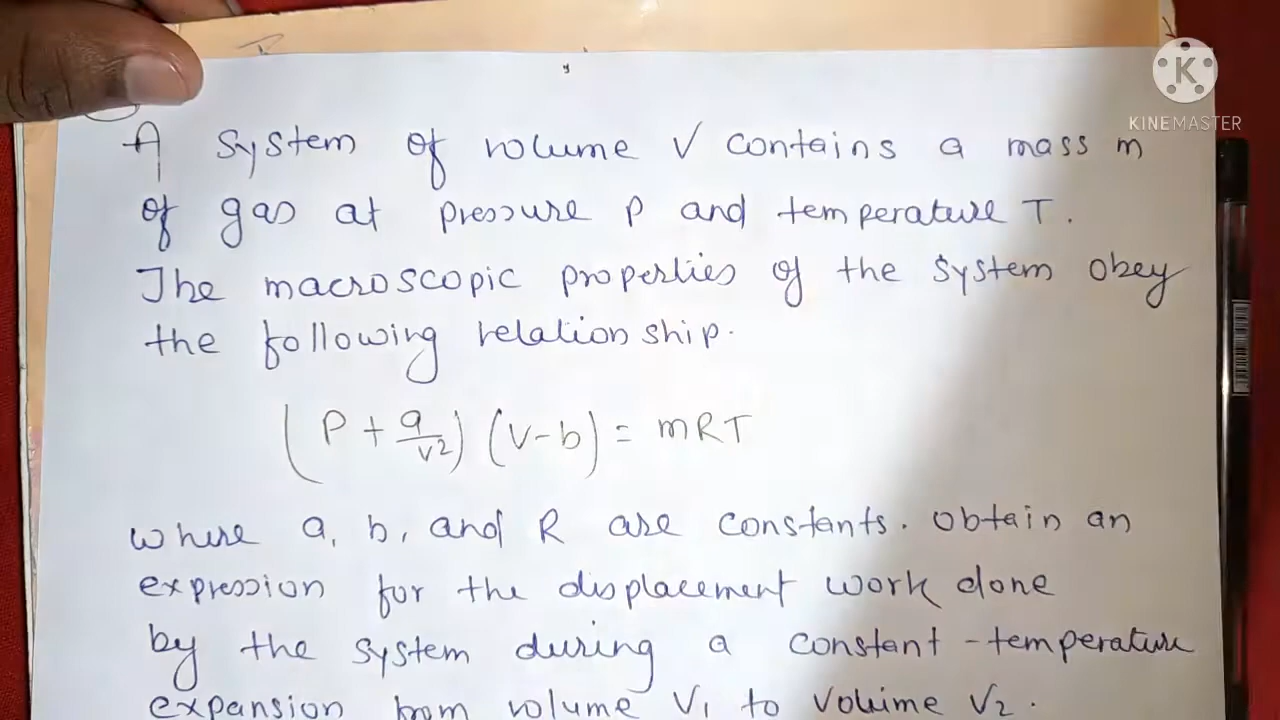 K
KINEMASTER
A system of volume V contains a mass m
of gas at pressure p and temperature T.
The macroscopic properties of the system obey
the following relationship.
(P + a/v2) (v-b) = mRT
where a, b, and R are constants. Obtain an
expression for the displacement work done
by the system during a constant-temperature
expansion from volume V1 to volume V2.